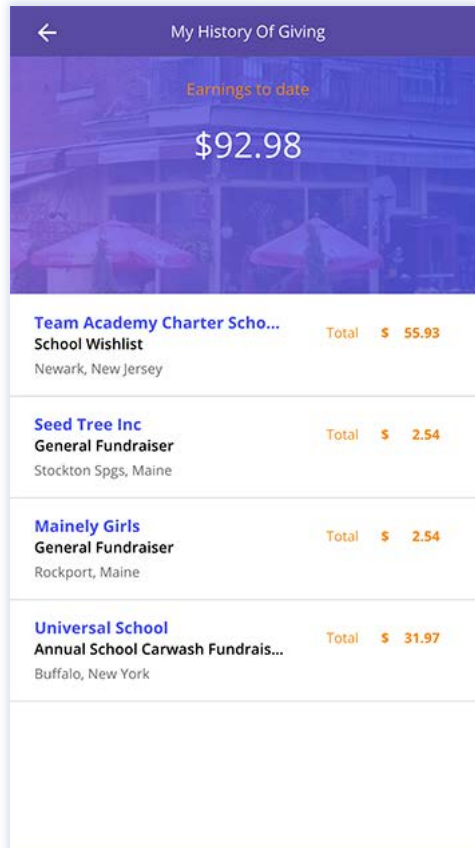 My History Of Giving
Earnings to date
$92.98
Team Academy Charter Scho...
Total $ 55.93
School Wishlist
Newark, New Jersey
Seed Tree Inc
Total $ 2.54
General Fundraiser
Stockton Spgs, Maine
Mainely Girls
Total $ 2.54
General Fundraiser
Rockport, Maine
Universal School
Total $ 31.97
Annual School Carwash Fundrais...
Buffalo, New York